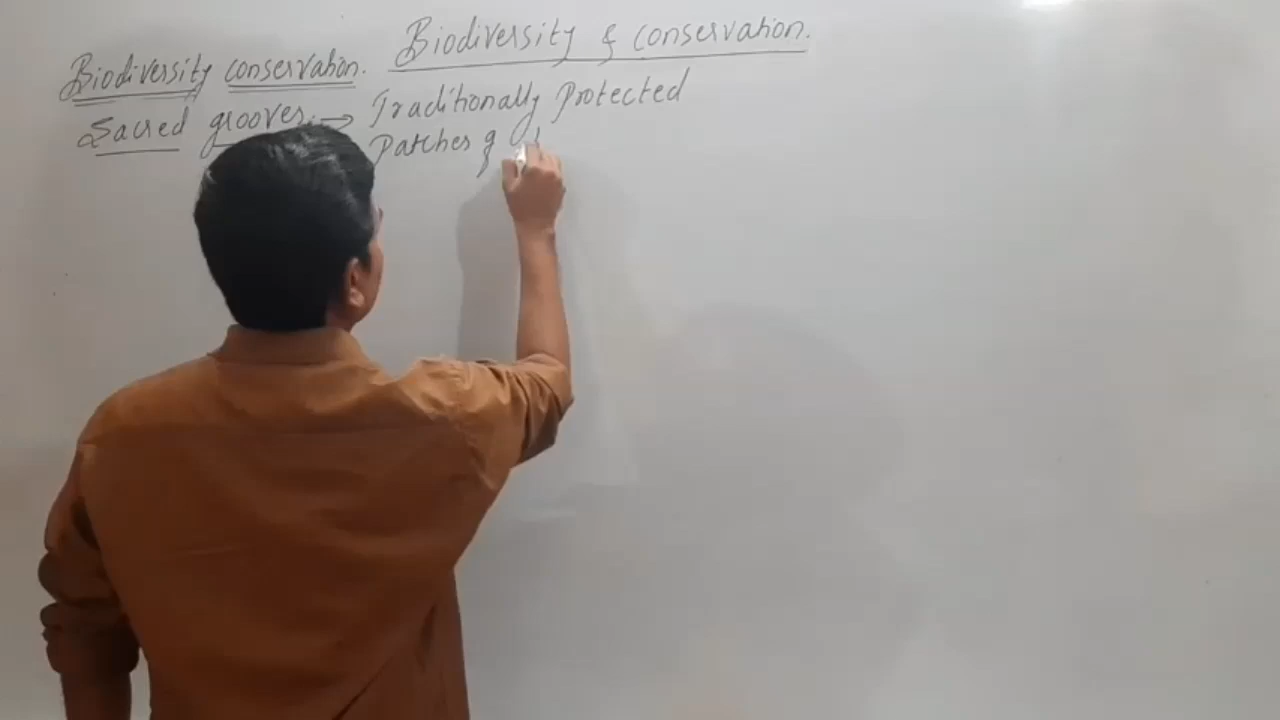 Biodiversity & conservation.
Biodiversity conservation.
Sacred grooves → Traditionally Protected
Patches of